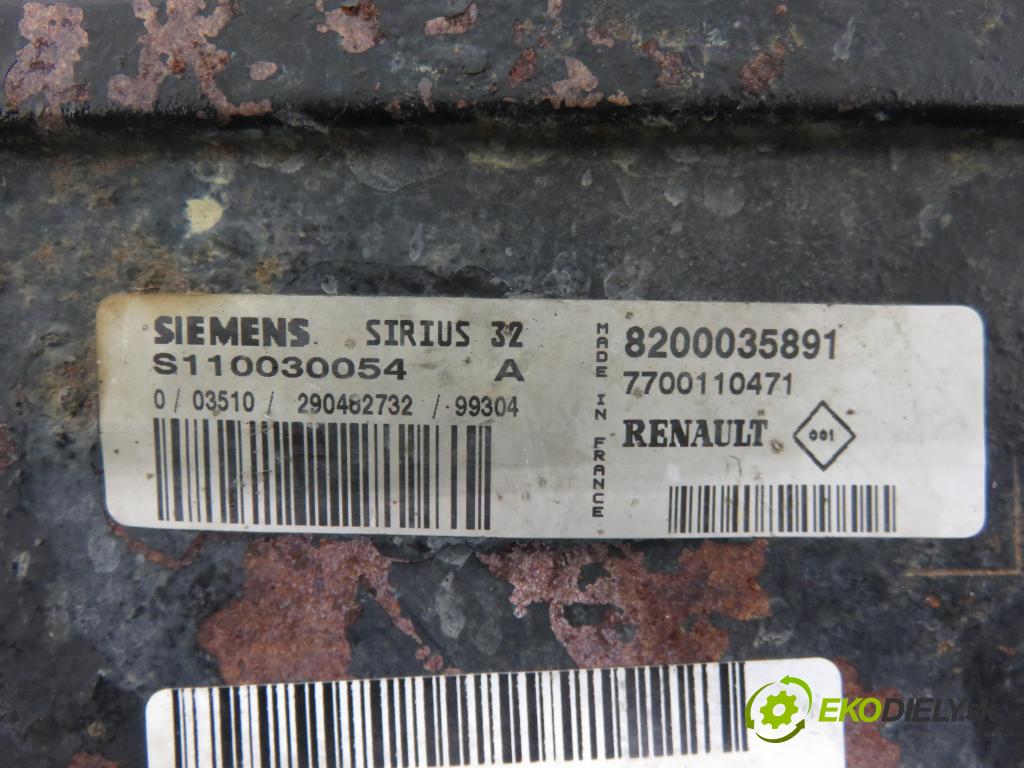 SIEMENS SIRIUS 32
S110030054 A
0 / 03510 / 290482732 / 99304
MADE IN FRANCE
8200035891
7700110471
RENAULT 001
EKODIELY.SK